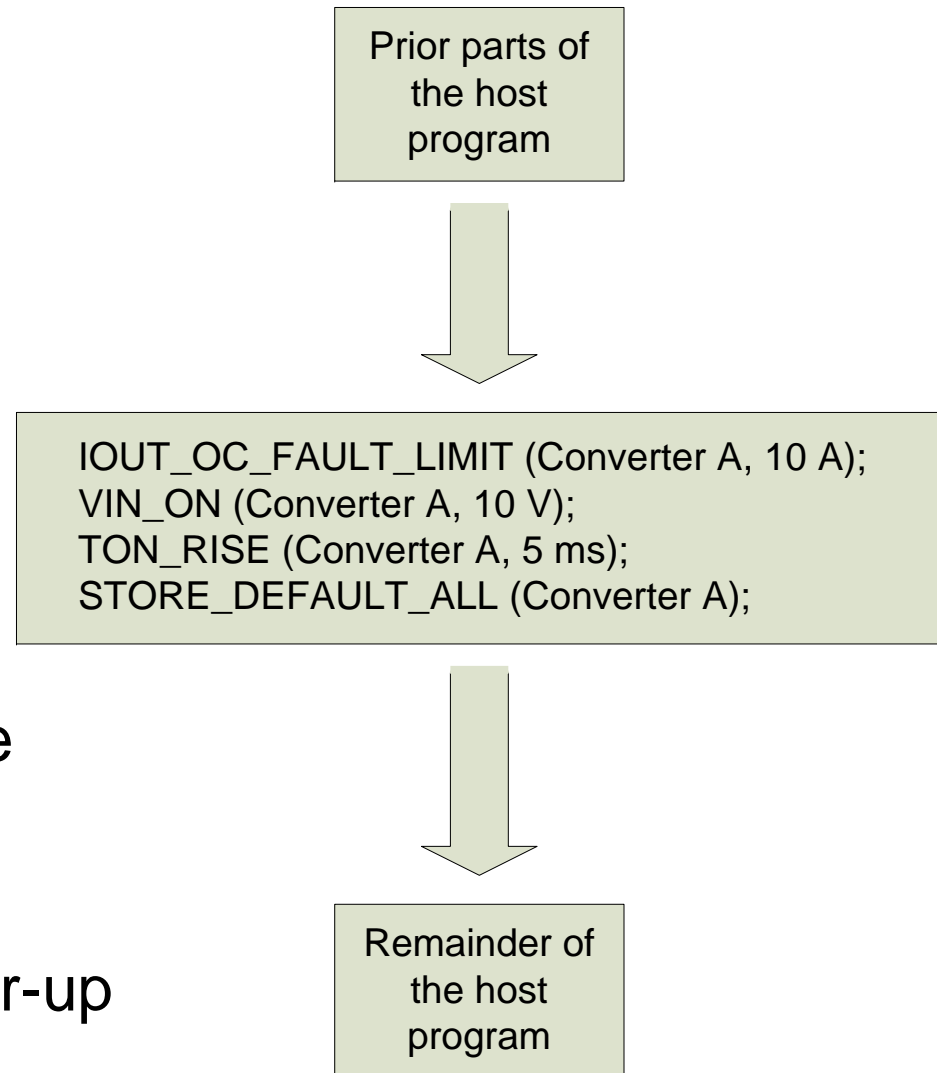 Prior parts of
the host
program
IOUT_OC_FAULT_LIMIT (Converter A, 10 A);
VIN_ON (Converter A, 10 V);
TON_RISE (Converter A, 5 ms);
STORE_DEFAULT_ALL (Converter A);
e
r-up
Remainder of
the host
program